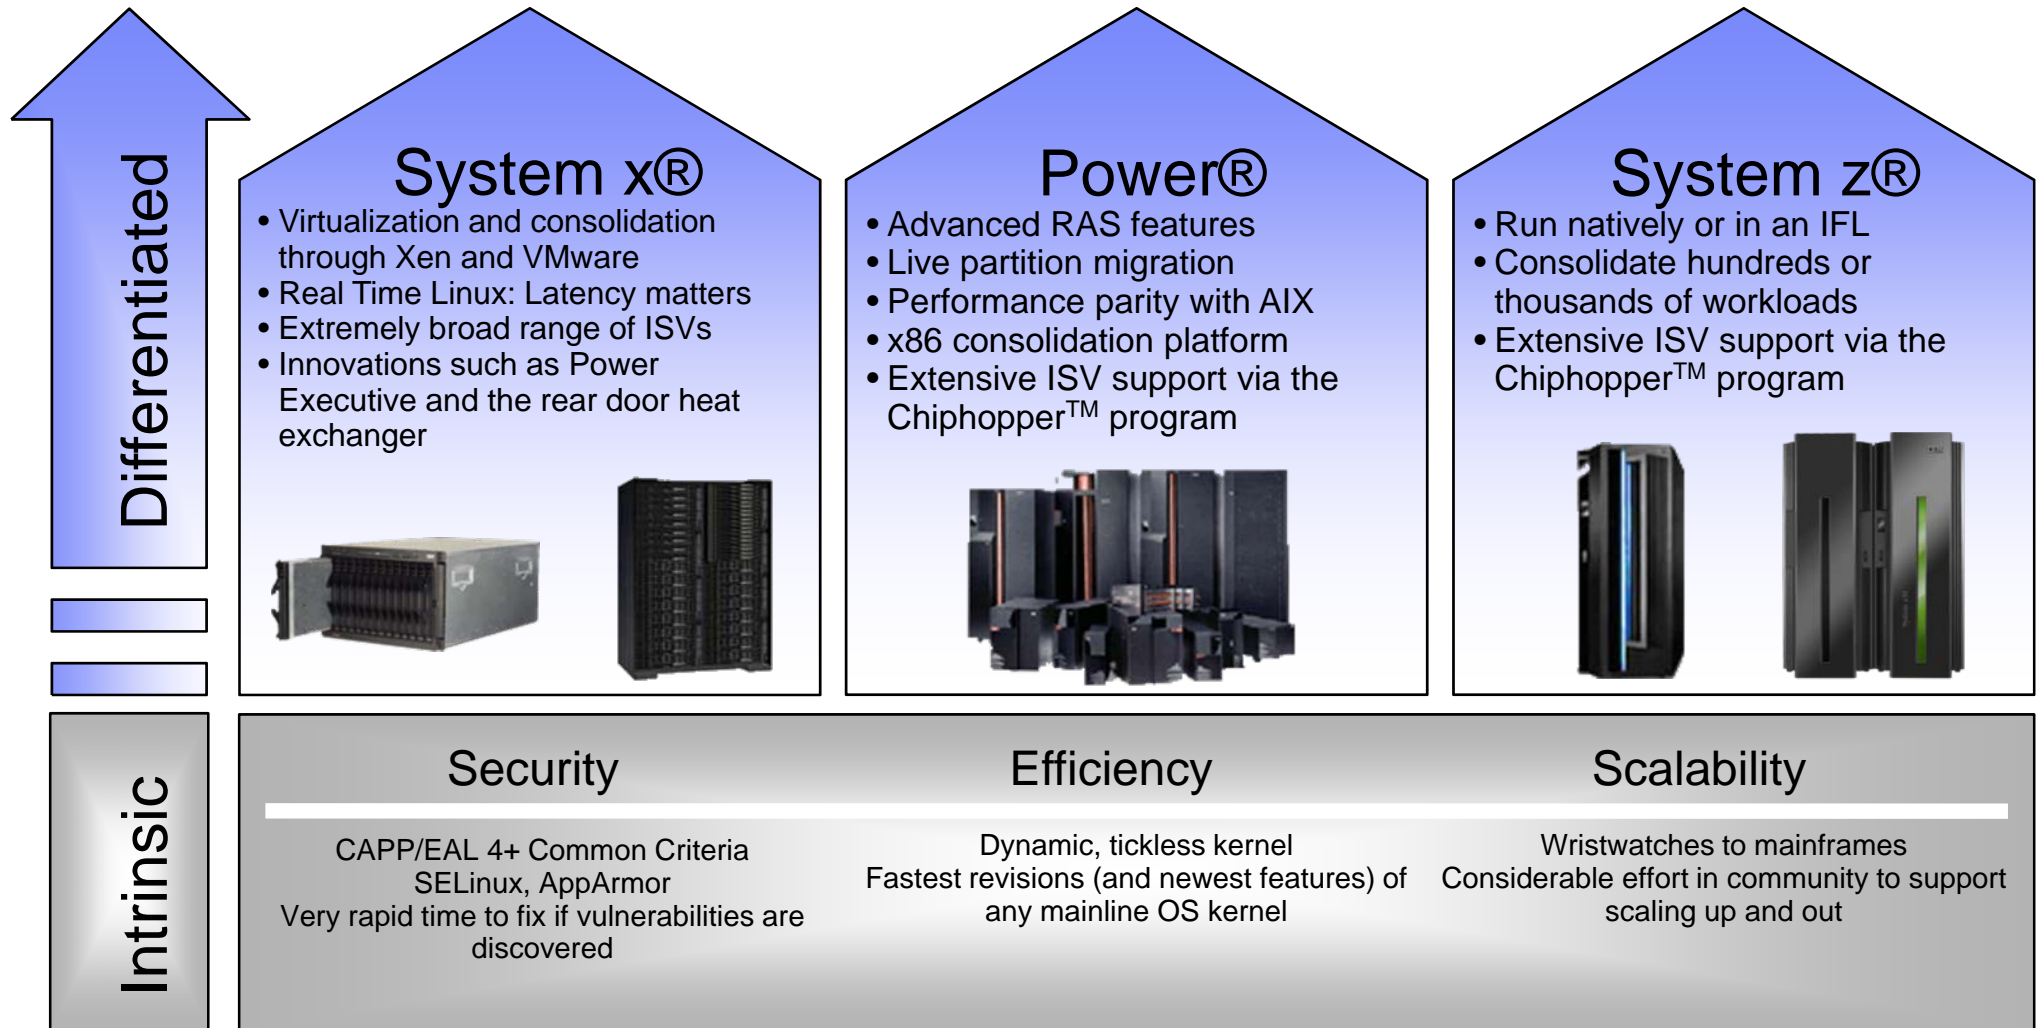 Differentiated
System x®
• Virtualization and consolidation
through Xen and VMware
• Real Time Linux: Latency matters
• Extremely broad range of ISVs
• Innovations such as Power
Executive and the rear door heat
exchanger
Power®
• Advanced RAS features
• Live partition migration
• Performance parity with AIX
• x86 consolidation platform
• Extensive ISV support via the
Chiphopper™ program
System z®
• Run natively or in an IFL
• Consolidate hundreds or
thousands of workloads
• Extensive ISV support via the
Chiphopper™ program
Intrinsic
Security
CAPP/EAL 4+ Common Criteria
SELinux, AppArmor
Very rapid time to fix if vulnerabilities are
discovered
Efficiency
Dynamic, tickless kernel
Fastest revisions (and newest features) of
any mainline OS kernel
Scalability
Wristwatches to mainframes
Considerable effort in community to support
scaling up and out